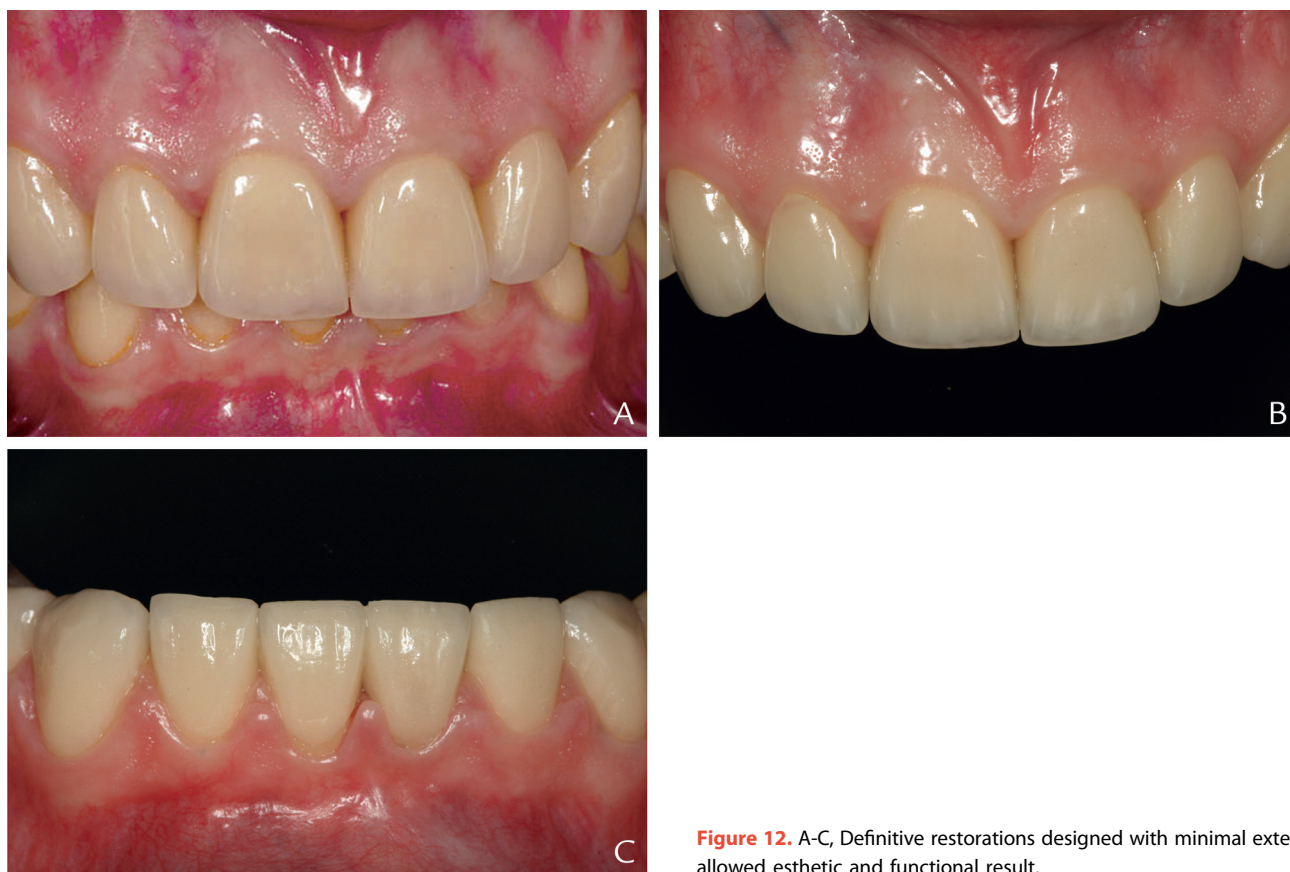 A
B
C
Figure 12. A-C, Definitive restorations designed with minimal exte
allowed esthetic and functional result.